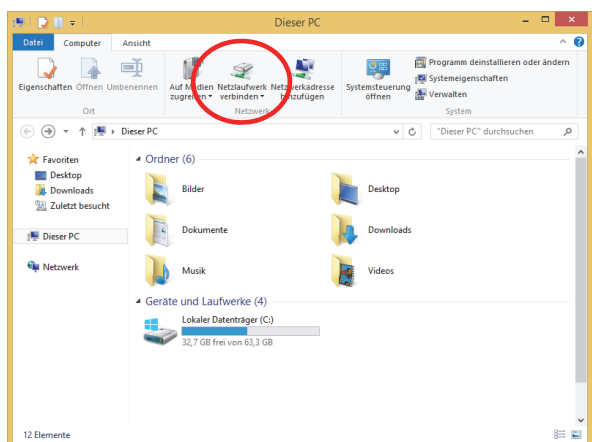 Dieser PC
Datei Computer Ansicht
Eigenschaften Öffnen Umbenennen
Auf Medien zugreifen
Netzlaufwerk verbinden
Netzwerkadresse hinzufügen
Systemsteuerung öffnen
Programm deinstallieren oder ändern
Systemeigenschaften
Verwalten
Ort Netzwerk System
Dieser PC
"Dieser PC" durchsuchen
Favoriten
Desktop
Downloads
Zuletzt besucht
Dieser PC
Netzwerk
Ordner (6)
Bilder Desktop
Dokumente Downloads
Musik Videos
Geräte und Laufwerke (4)
Lokaler Datenträger (C:)
32,7 GB frei von 63,3 GB
12 Elemente